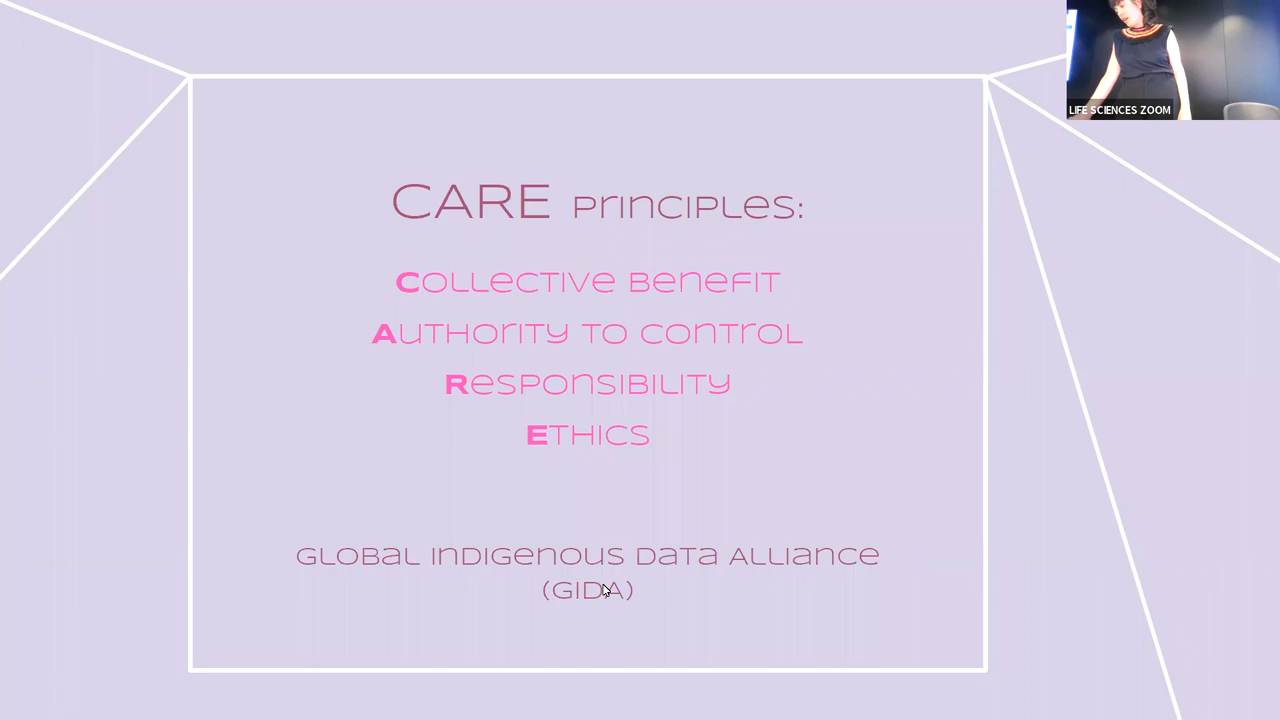 CARE Principles:
Collective Benefit
Authority to Control
Responsibility
Ethics
Global Indigenous Data Alliance
(GIDA)
LIFE SCIENCES ZOOM